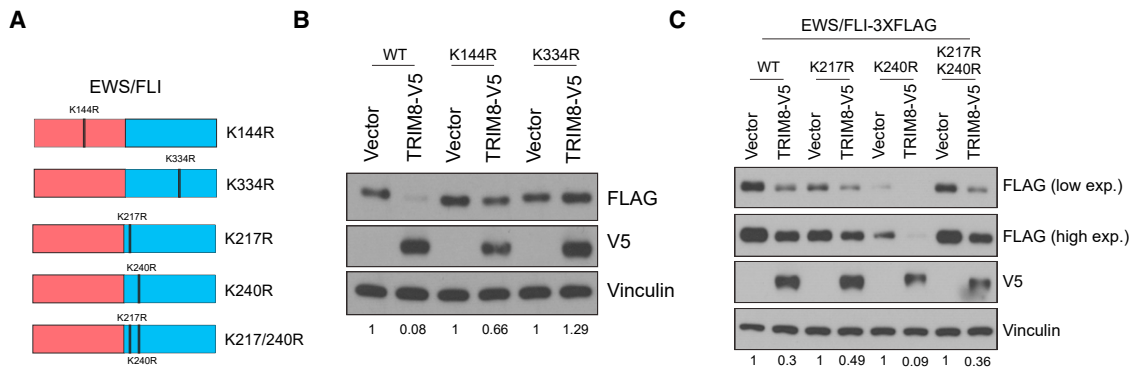 A
EWS/FLI
K144R
K144R
K334R
K334R
K217R
K217R
K240R
K240R
K217R
K217/240R
K240R
B
WT K144R K334R
Vector TRIM8-V5 Vector TRIM8-V5 Vector TRIM8-V5
FLAG
V5
Vinculin
1 0.08 1 0.66 1 1.29
C
EWS/FLI-3XFLAG
K217R
WT K217R K240R K240R
Vector TRIM8-V5 Vector TRIM8-V5 Vector TRIM8-V5 Vector TRIM8-V5
FLAG (low exp.)
FLAG (high exp.)
V5
Vinculin
1 0.3 1 0.49 1 0.09 1 0.36